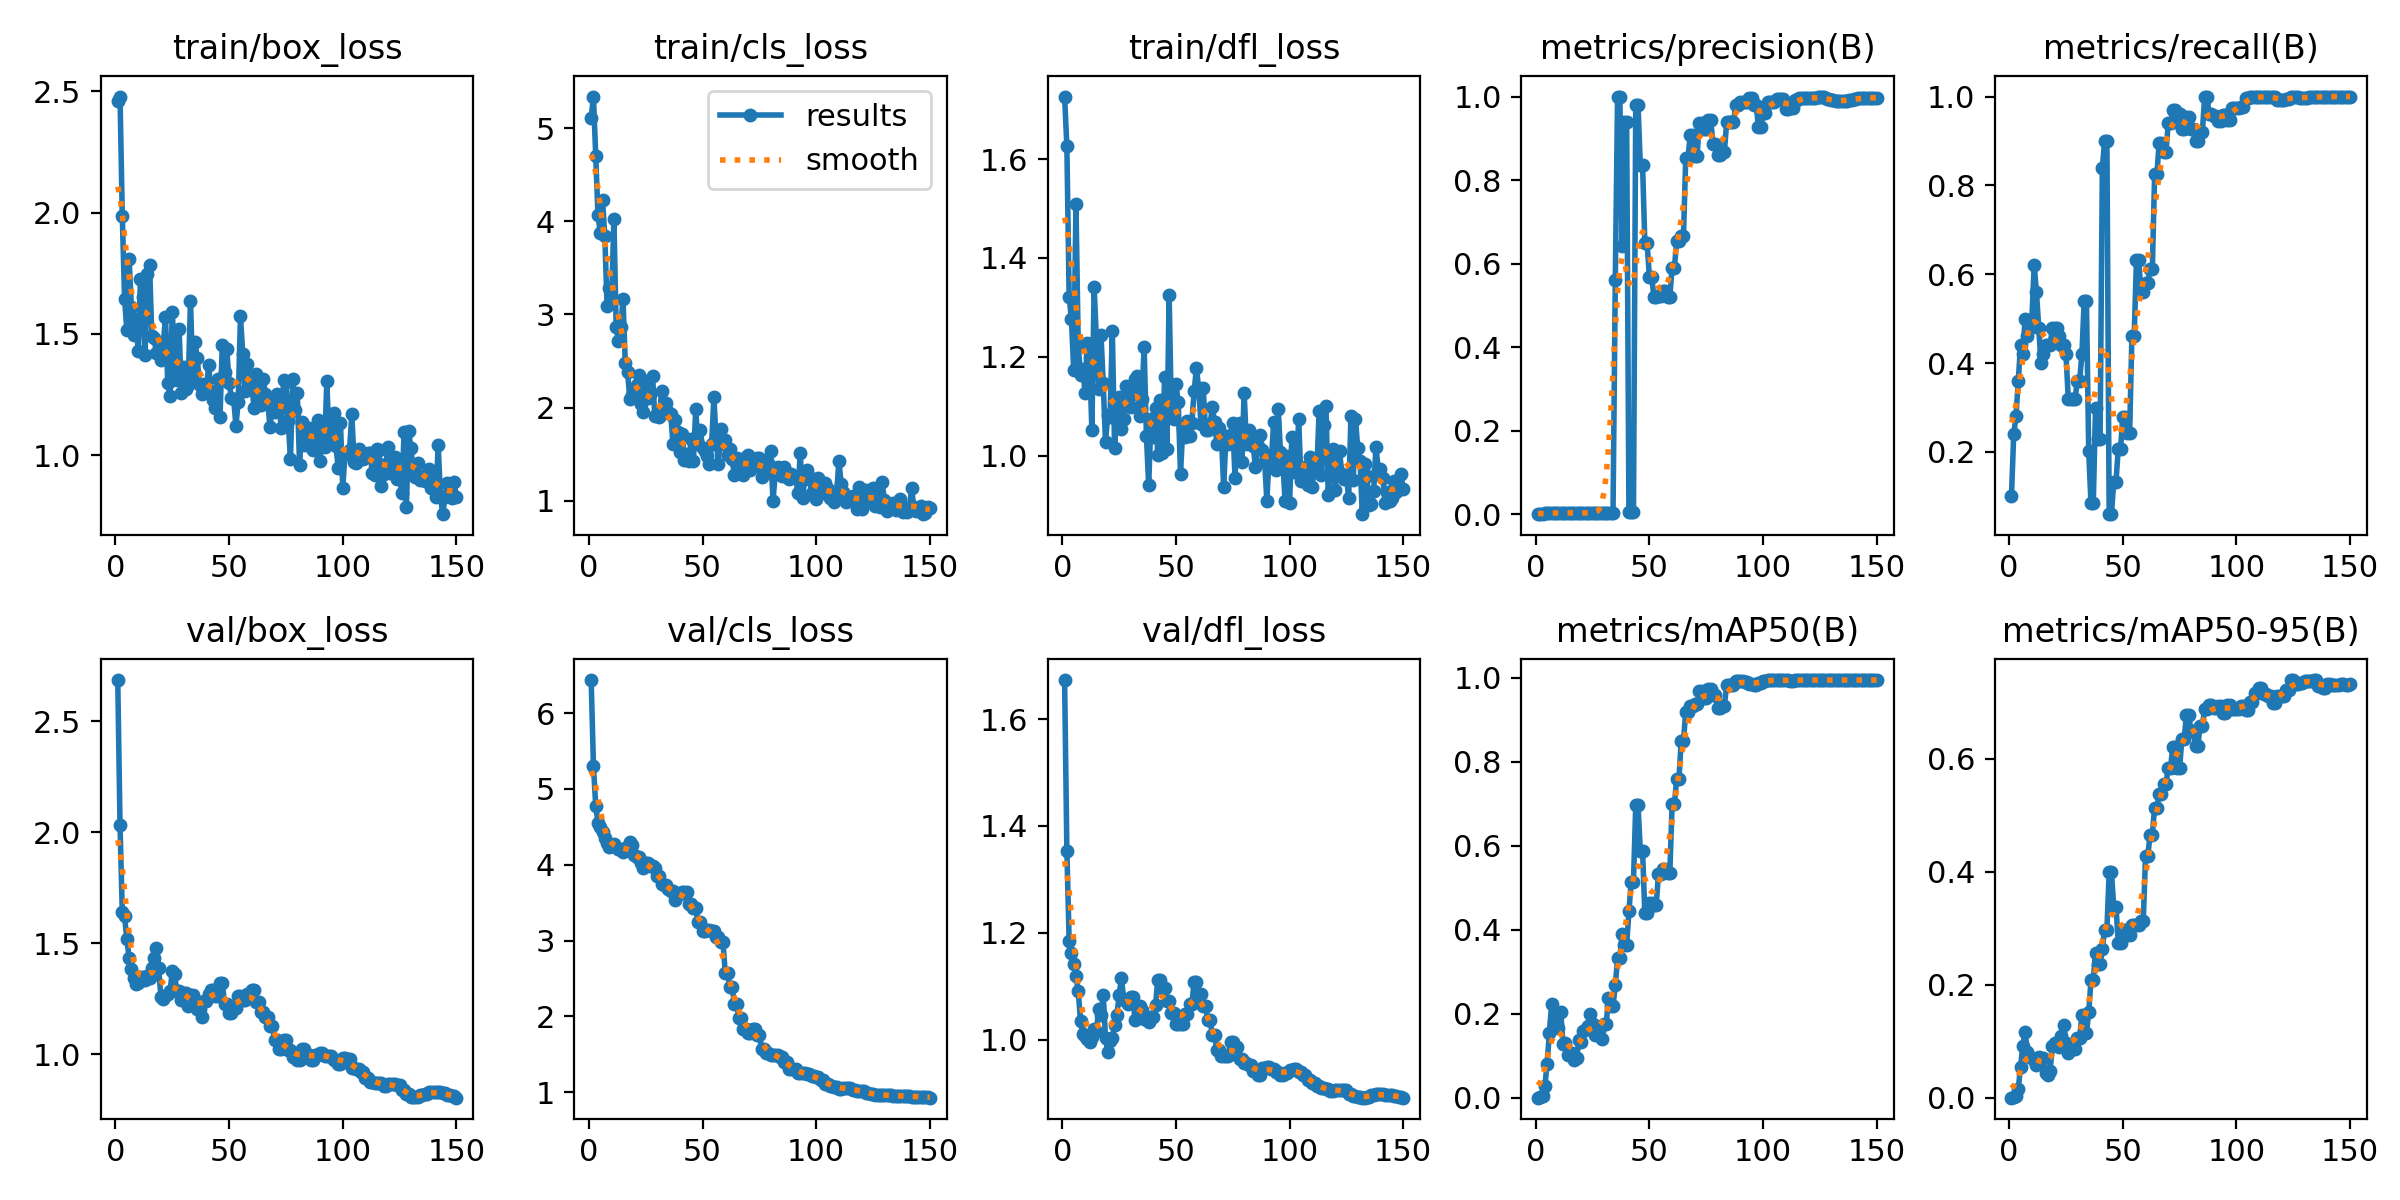 train/box_loss
train/cls_loss
train/dfl_loss
metrics/precision(B)
metrics/recall(B)
2.5
2.0
1.5
1.0
0 50 100 150
results
smooth
5
4
3
2
1
0 50 100 150
1.6
1.4
1.2
1.0
0 50 100 150
1.0
0.8
0.6
0.4
0.2
0.0
0 50 100 150
1.0
0.8
0.6
0.4
0.2
0 50 100 150
val/box_loss
val/cls_loss
val/dfl_loss
metrics/mAP50(B)
metrics/mAP50-95(B)
2.5
2.0
1.5
1.0
0 50 100 150
6
5
4
3
2
1
0 50 100 150
1.6
1.4
1.2
1.0
0 50 100 150
1.0
0.8
0.6
0.4
0.2
0.0
0 50 100 150
0.6
0.4
0.2
0.0
0 50 100 150